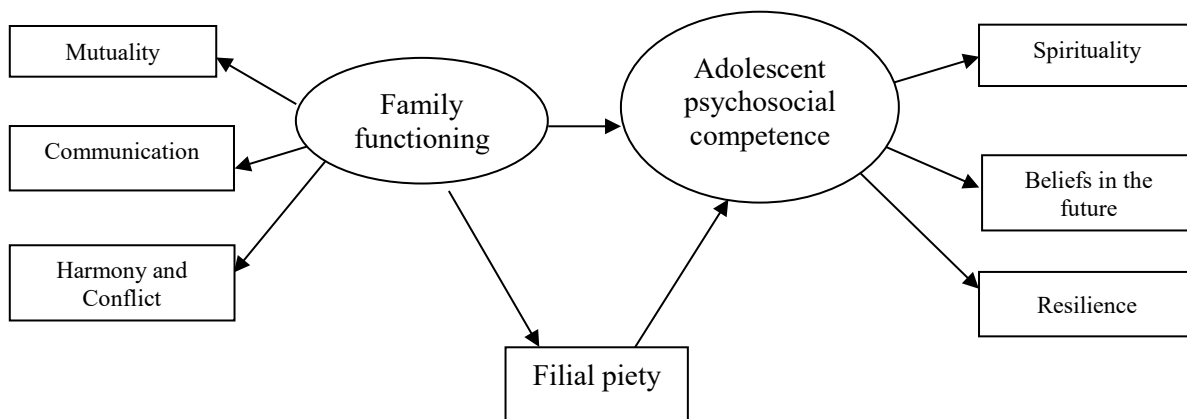 Mutuality
Communication
Harmony and
Conflict
Family
functioning
Adolescent
psychosocial
competence
Spirituality
Beliefs in the
future
Resilience
Filial piety